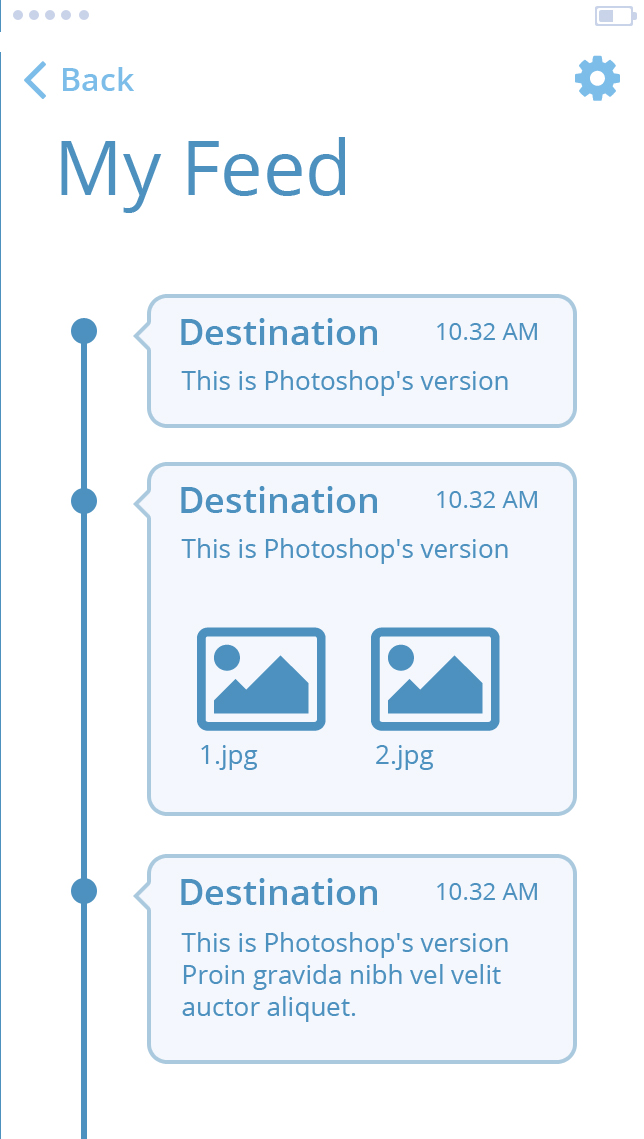 Back
My Feed
Destination 10.32 AM
This is Photoshop's version
Destination 10.32 AM
This is Photoshop's version
1.jpg 2.jpg
Destination 10.32 AM
This is Photoshop's version
Proin gravida nibh vel velit
auctor aliquet.